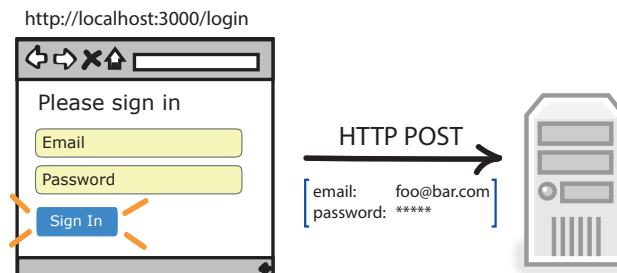 http://localhost:3000/login
Please sign in
Email
Password
Sign In
HTTP POST
email: foo@bar.com
password: *****